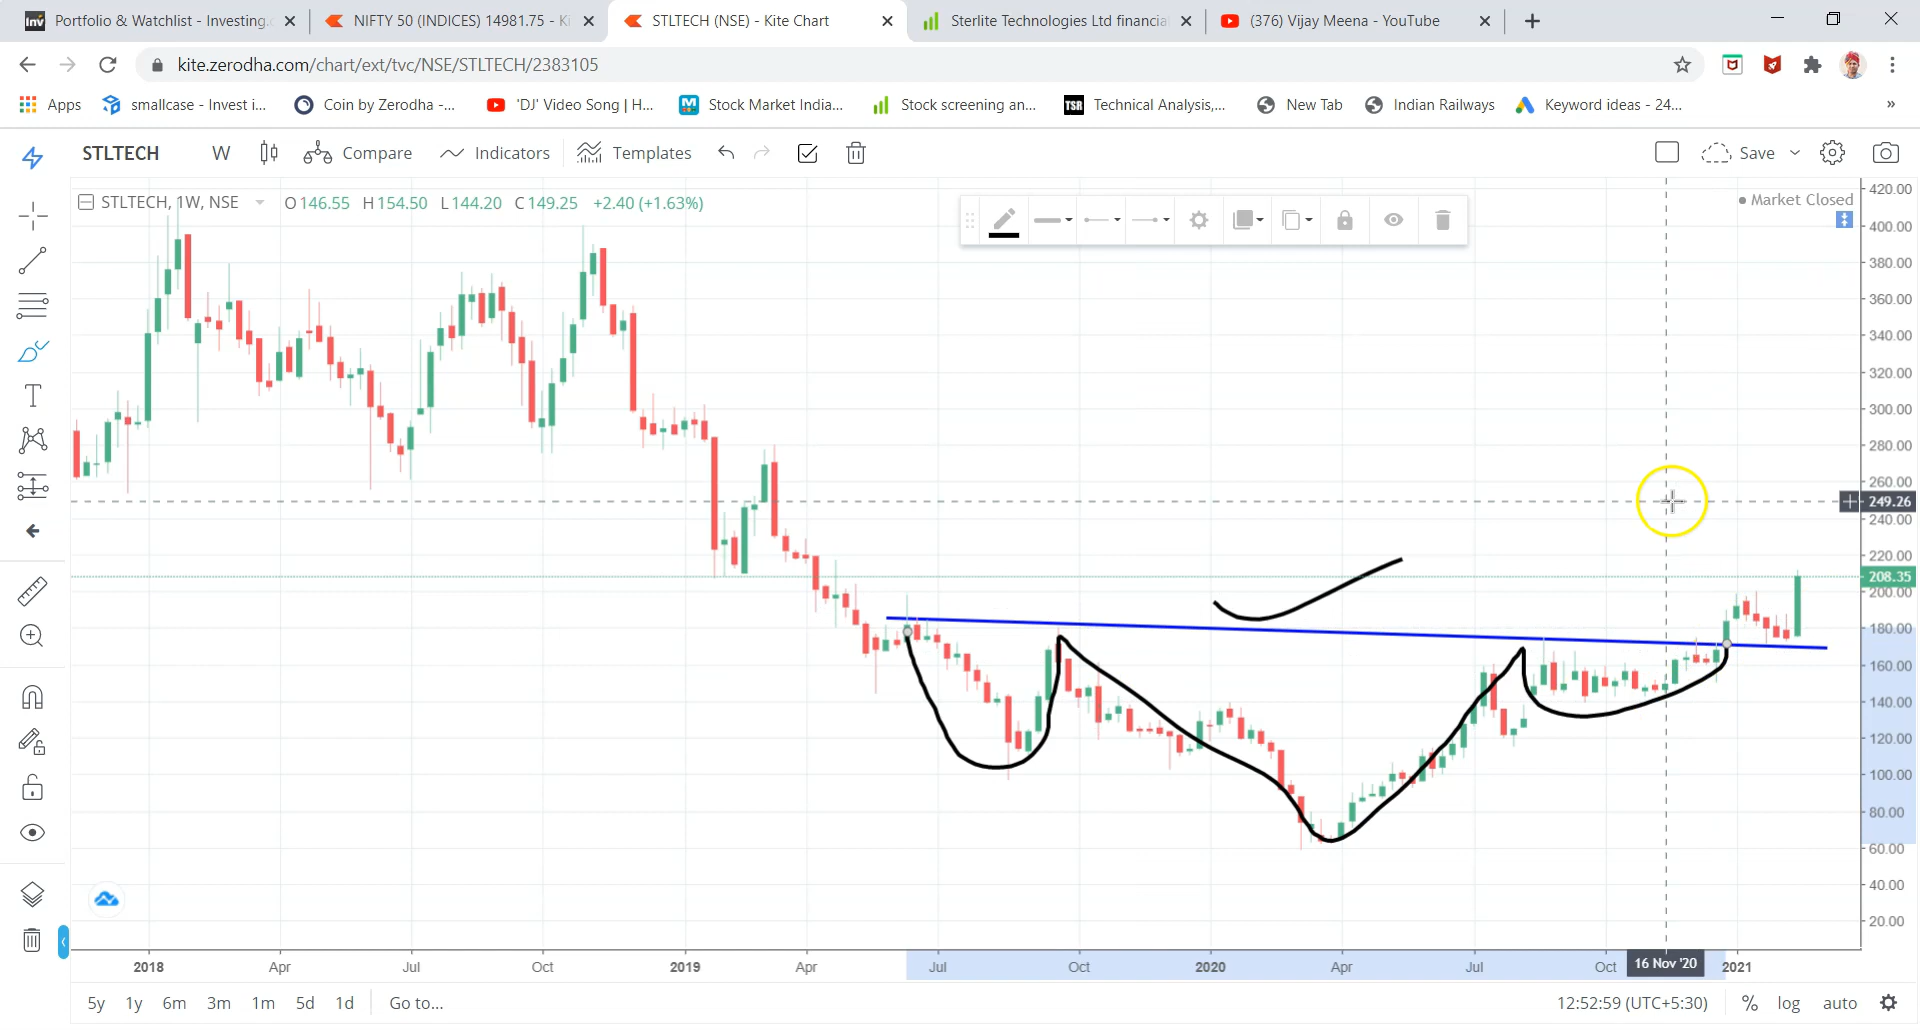 Portfolio & Watchlist - Investing.c
NIFTY 50 (INDICES) 14981.75 - Ki
STLTECH (NSE) - Kite Chart
Sterlite Technologies Ltd financia
(376) Vijay Meena - YouTube
kite.zerodha.com/chart/ext/tvc/NSE/STLTECH/2383105
Apps
smallcase - Invest i...
Coin by Zerodha -...
'DJ' Video Song | H...
Stock Market India...
Stock screening an...
TSR
Technical Analysis,...
New Tab
Indian Railways
Keyword ideas - 24...
»
STLTECH
W
Compare
Indicators
Templates
Save
STLTECH, 1W, NSE
O146.55 H154.50 L144.20 C149.25 +2.40 (+1.63%)
Market Closed
420.00
400.00
380.00
360.00
340.00
320.00
300.00
280.00
260.00
249.26
240.00
220.00
208.35
200.00
180.00
160.00
140.00
120.00
100.00
80.00
60.00
40.00
20.00
2018 Apr Jul Oct 2019 Apr Jul Oct 2020 Apr Jul Oct 16 Nov '20 2021
5y 1y 6m 3m 1m 5d 1d Go to...
12:52:59 (UTC+5:30) % log auto